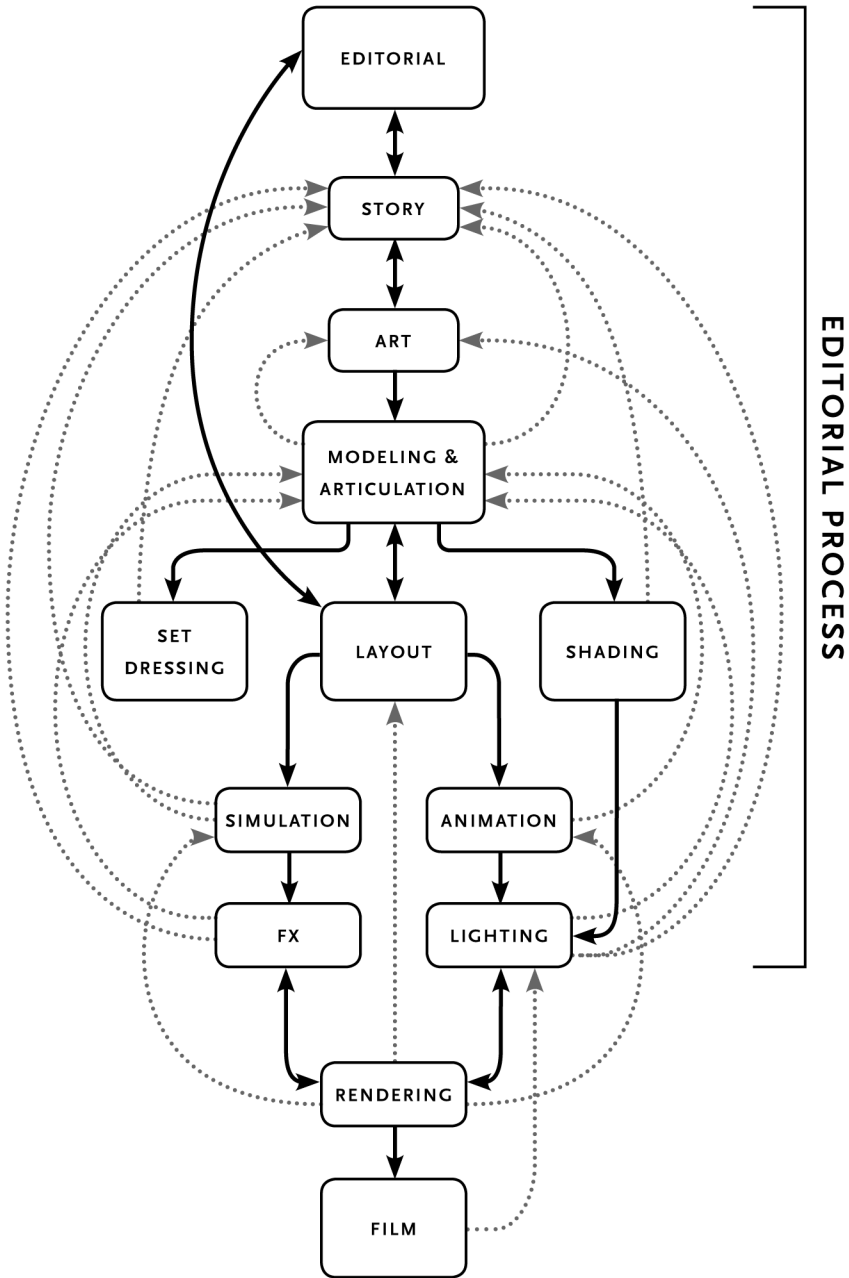 EDITORIAL
STORY
ART
MODELING &
ARTICULATION
SET
DRESSING
LAYOUT
SHADING
SIMULATION
ANIMATION
FX
LIGHTING
RENDERING
FILM
EDITORIAL PROCESS